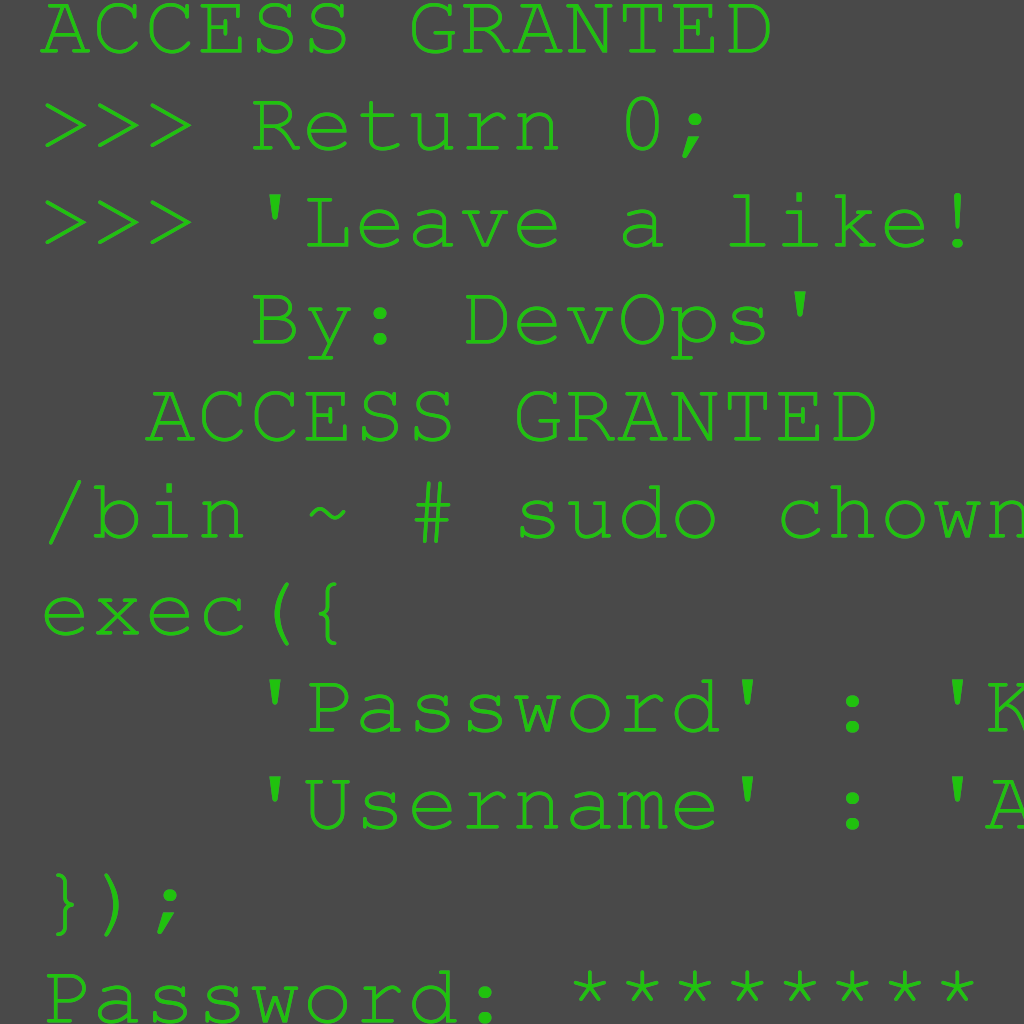 ACCESS GRANTED
>>> Return 0;
>>> 'Leave a like!
By: DevOps'
ACCESS GRANTED
/bin ~ # sudo chown
exec({
'Password' : 'K
'Username' : 'A
});
Password: ********